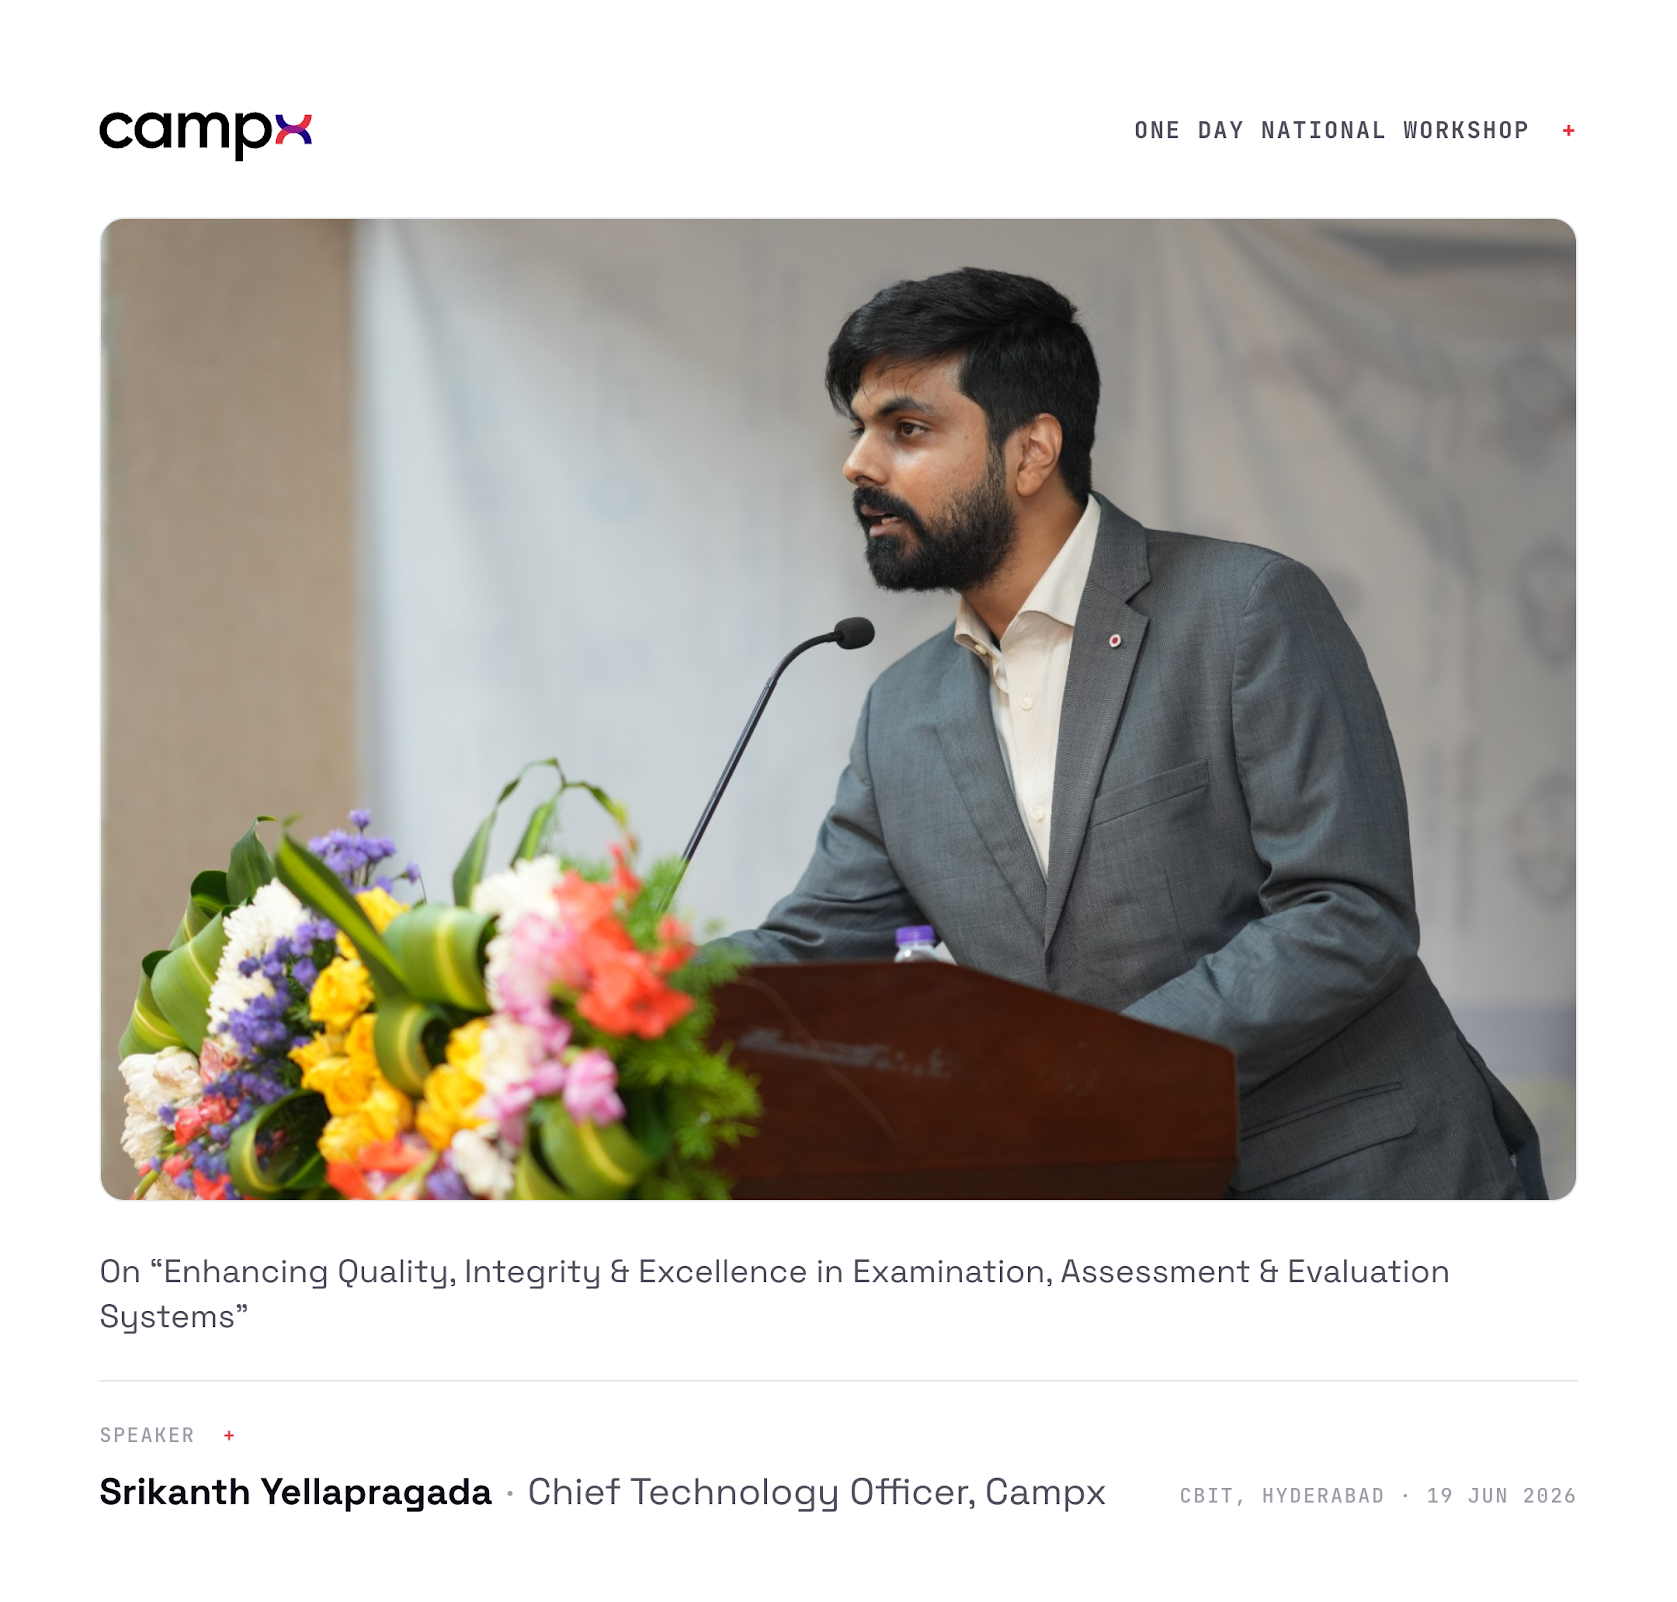 campx
ONE DAY NATIONAL WORKSHOP +
On “Enhancing Quality, Integrity & Excellence in Examination, Assessment & Evaluation
Systems”
SPEAKER +
Srikanth Yellapragada · Chief Technology Officer, Campx
CBIT, HYDERABAD · 19 JUN 2026